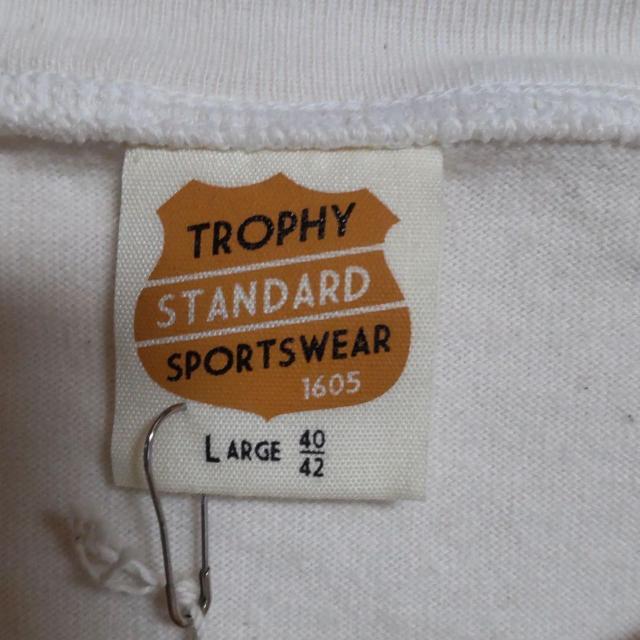 TROPHY
STANDARD
SPORTSWEAR
1605
LARGE 40/42